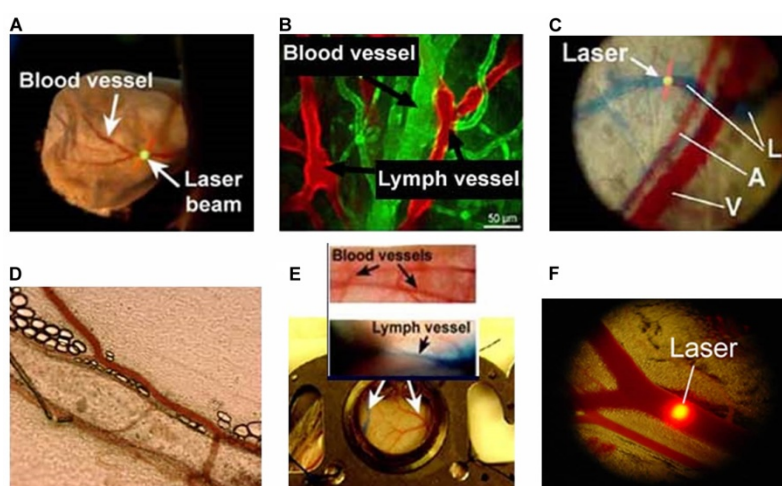 A
Blood vessel
Laser
beam
B
Blood vessel
Lymph vessel
50 µm
C
Laser
L
A
V
D
E
Blood vessels
Lymph vessel
F
Laser